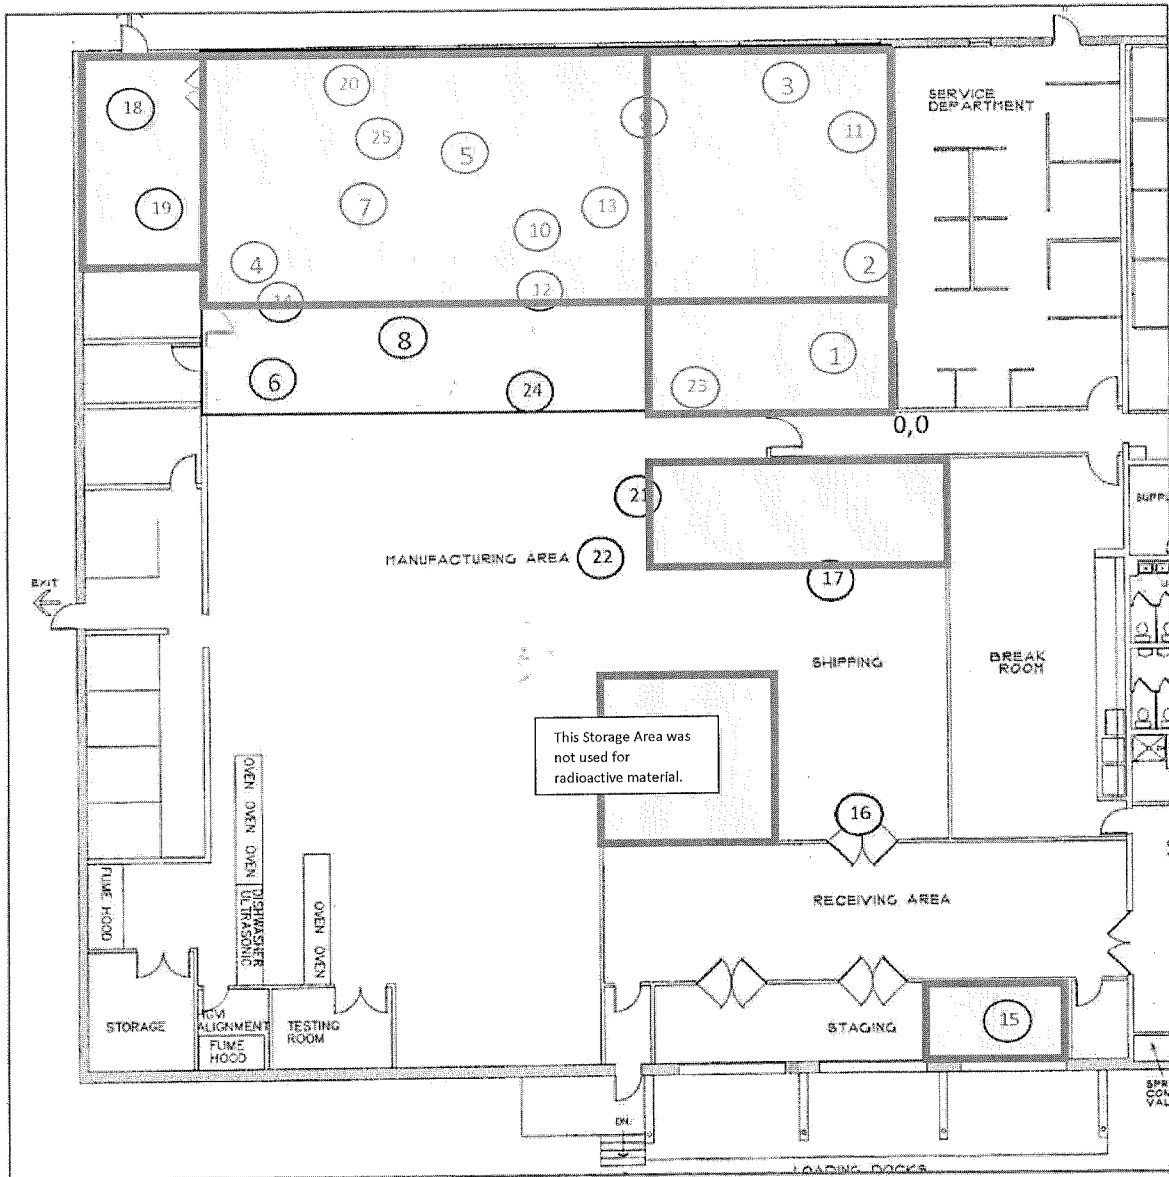 20
3
18
9
SERVICE
DEPARTMENT
25
5
11
19
7
13
10
4
2
14
12
8
1
6
24
23
0,0
21
MANUFACTURING AREA
22
17
EXIT
SHIPPING
BREAK
ROOM
This Storage Area was
not used for
radioactive material.
16
OVEN OVEN OVEN
DISHWASHER
ULTRASONIC
OVEN OVEN
FUME HOOD
RECEIVING AREA
STORAGE
ALIGNMENT
FUME
HOOD
TESTING
ROOM
STAGING
15
DN.
LOADING DOCKS